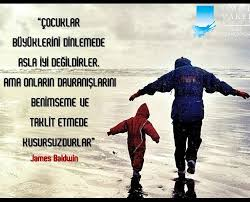 "ÇOCUKLAR
BÜYÜKLERİNİ DİNLEMEDE
ASLA İYİ DEĞİLDİRLER.
AMA ONLARIN DAVRANIŞLARINI
BENİMSEME VE
TAKLİT ETMEDE
KUSURSUZDURLAR"
James Baldwin